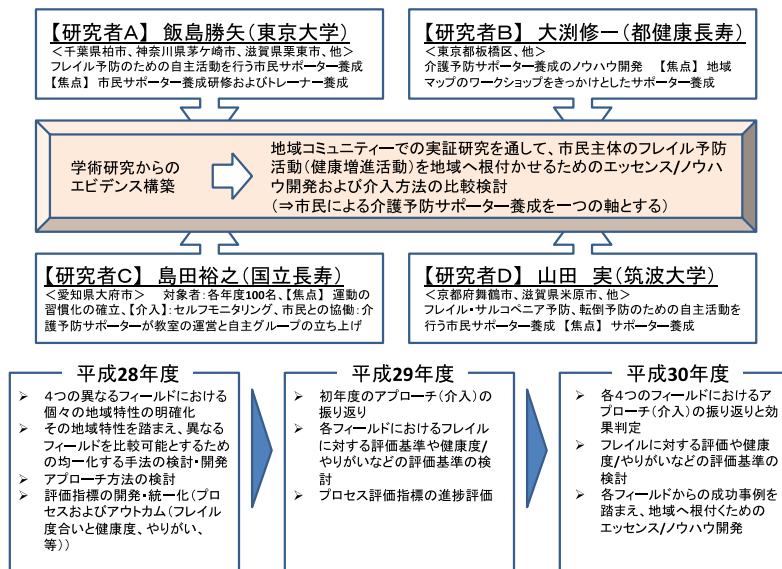 【研究者A】 飯島勝矢(東京大学)
＜千葉県柏市、神奈川県茅ケ崎市、滋賀県栗東市、他＞
フレイル予防のための自主活動を行う市民サポーター養成
【焦点】 市民サポーター養成研修およびトレーナー養成
【研究者B】 大渕修一(都健康長寿)
＜東京都板橋区、他＞
介護予防サポーター養成のノウハウ開発 【焦点】 地域
マップのワークショップをきっかけとしたサポーター養成
学術研究からの
エビデンス構築
地域コミュニティーでの実証研究を通して、市民主体のフレイル予防
活動(健康増進活動)を地域へ根付かせるためのエッセンス/ノウハ
ウ開発および介入方法の比較検討
(⇒市民による介護予防サポーター養成を一つの軸とする)
【研究者C】 島田裕之(国立長寿)
＜愛知県大府市＞ 対象者:各年度100名、【焦点】 運動の
習慣化の確立、【介入】:セルフモニタリング、市民との協働:介
護予防サポーターが教室の運営と自主グループの立ち上げ
【研究者D】 山田 実(筑波大学)
＜京都府舞鶴市、滋賀県米原市、他＞
フレイル・サルコペニア予防、転倒予防のための自主活動を
行う市民サポーター養成 【焦点】 サポーター養成
平成28年度
➢ 4つの異なるフィールドにおける
個々の地域特性の明確化
➢ その地域特性を踏まえ、異なる
フィールドを比較可能とするため
の均一化する手法の検討・開発
➢ アプローチ方法の検討
➢ 評価指標の開発・統一化(プロセ
スおよびアウトカム(フレイル
度合いと健康度、やりがい、
等))
平成29年度
➢ 初年度のアプローチ(介入)の
振り返り
➢ 各フィールドにおけるフレイル
に対する評価基準や健康度/
やりがいなどの評価基準の検
討
➢ プロセス評価指標の進捗評価
平成30年度
➢ 各4つのフィールドにおけるア
プローチ(介入)の振り返りと効
果判定
➢ フレイルに対する評価や健康
度/やりがいなどの評価基準の
検討
➢ 各フィールドからの成功事例を
踏まえ、地域へ根付くための
エッセンス/ノウハウ開発